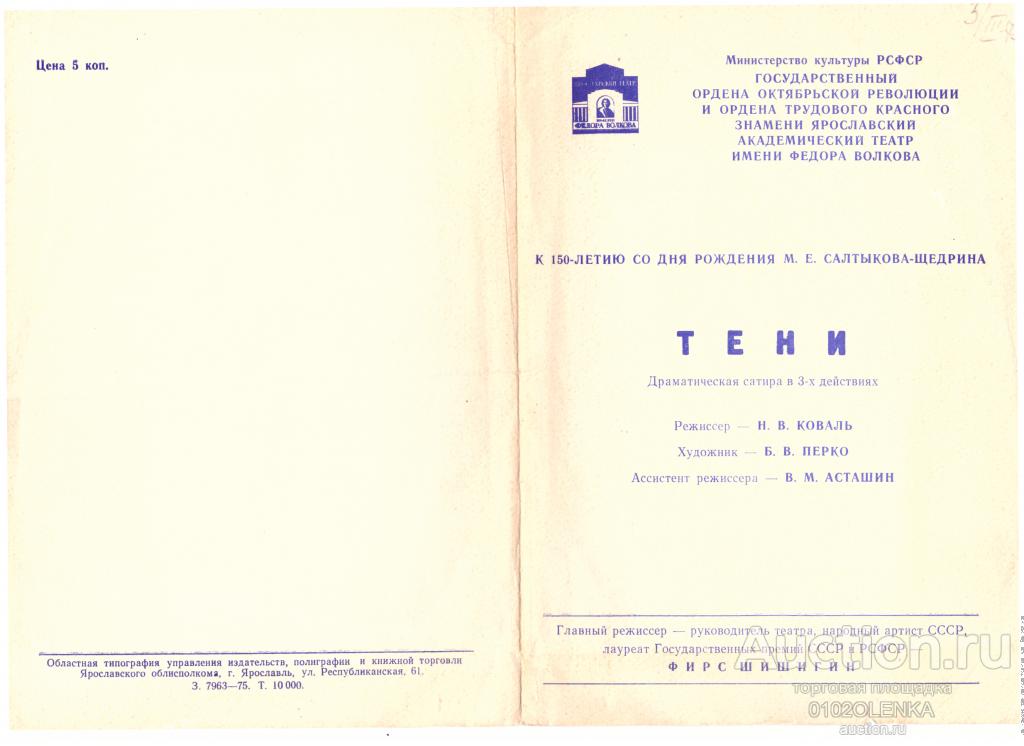 Цена 5 коп.
Областная типография управления издательств, полиграфии и книжной торговли
Ярославского облисполкома, г. Ярославль, ул. Республиканская, 61.
З. 7963—75. Т. 10 000.
ФЕДОРА ВОЛКОВА
Министерство культуры РСФСР
ГОСУДАРСТВЕННЫЙ
ОРДЕНА ОКТЯБРЬСКОЙ РЕВОЛЮЦИИ
И ОРДЕНА ТРУДОВОГО КРАСНОГО
ЗНАМЕНИ ЯРОСЛАВСКИЙ
АКАДЕМИЧЕСКИЙ ТЕАТР
ИМЕНИ ФЕДОРА ВОЛКОВА
К 150-ЛЕТИЮ СО ДНЯ РОЖДЕНИЯ М. Е. САЛТЫКОВА-ЩЕДРИНА
ТЕНИ
Драматическая сатира в 3-х действиях
Режиссер — Н. В. КОВАЛЬ
Художник — Б. В. ПЕРКО
Ассистент режиссера — В. М. АСТАШИН
Главный режиссер — руководитель театра, народный артист СССР,
лауреат Государственных премий СССР и РСФСР
ФИРС ШИШИГИН
Auction.ru
торговая площадка
0102OLENKA
auction.ru